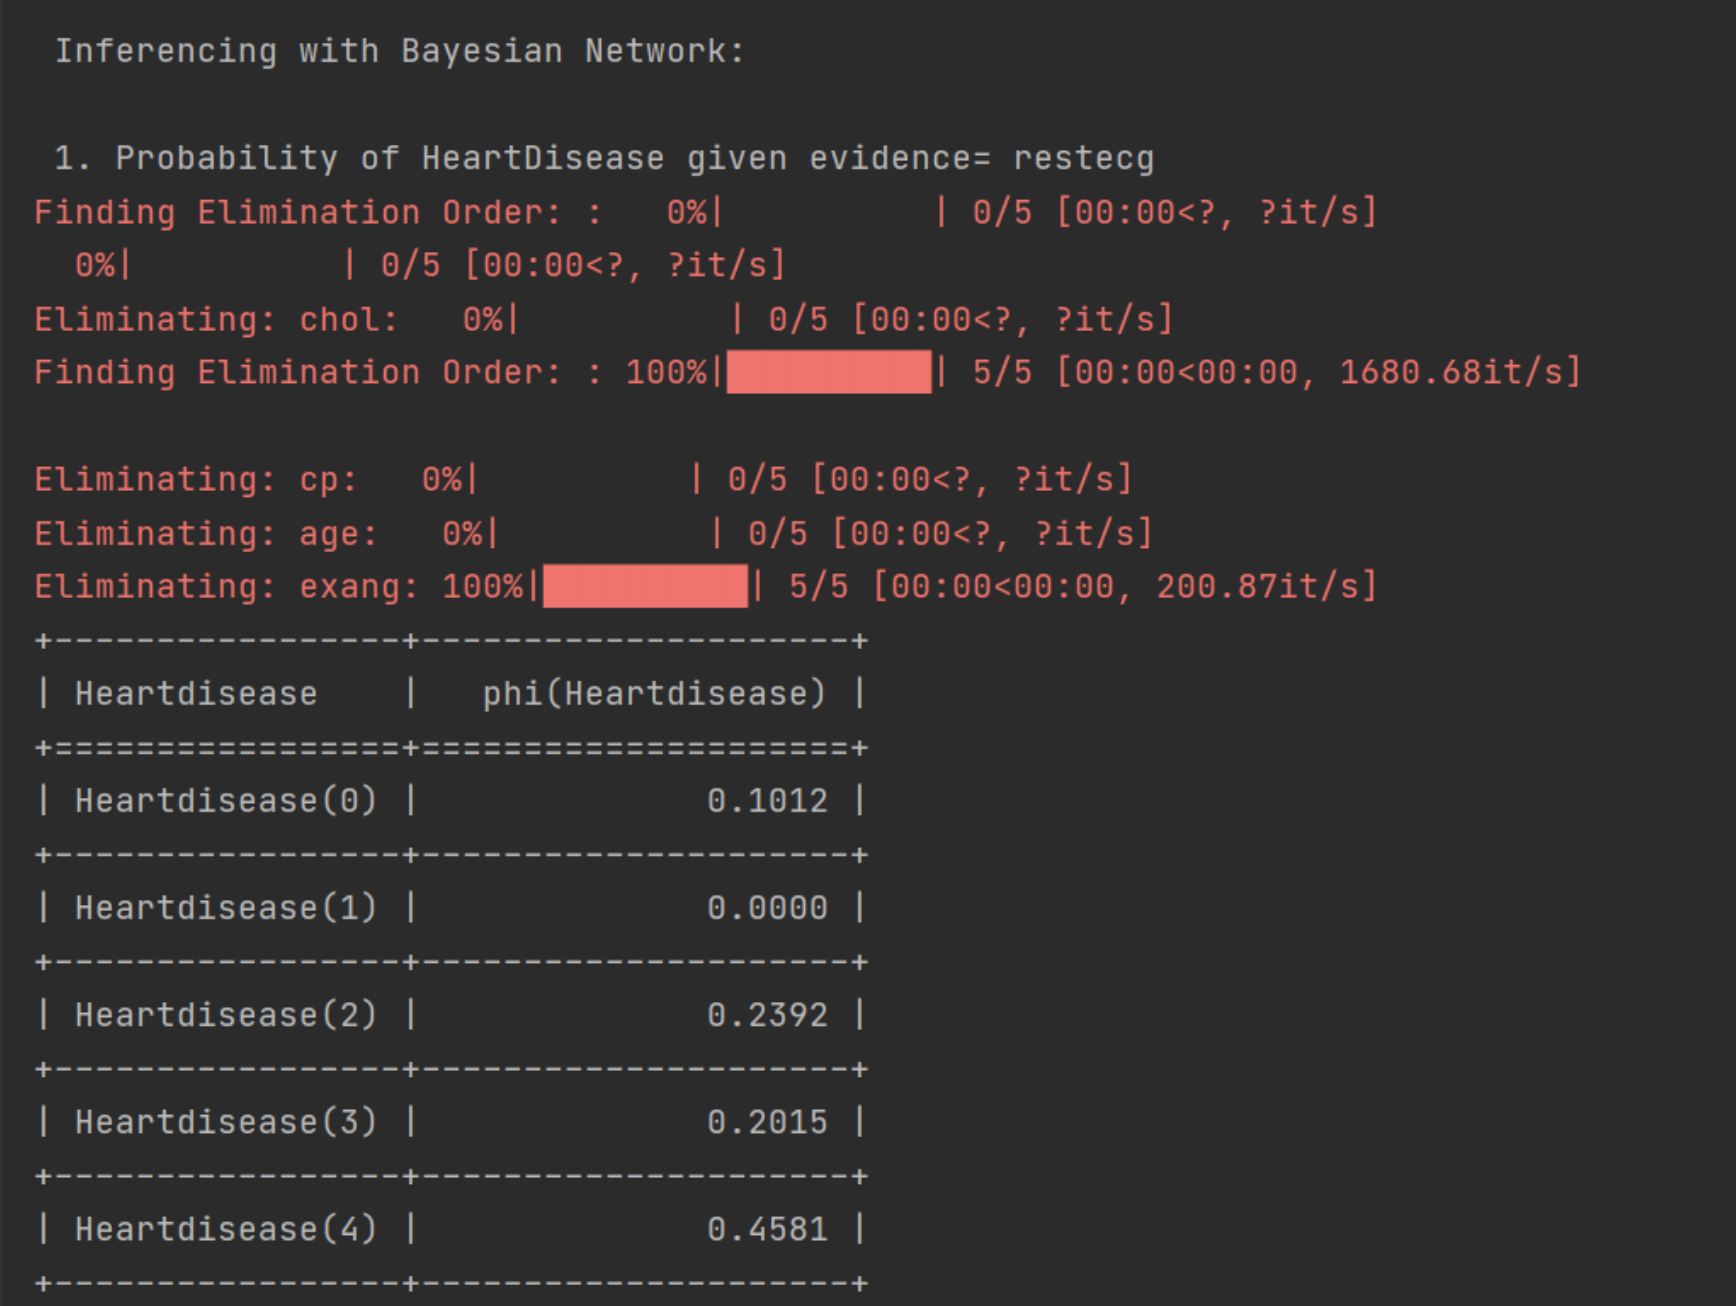 Inferencing with Bayesian Network:
1. Probability of HeartDisease given evidence= restecg
Finding Elimination Order: :   0%|          | 0/5 [00:00<?, ?it/s]
  0%|          | 0/5 [00:00<?, ?it/s]
Eliminating: chol:   0%|          | 0/5 [00:00<?, ?it/s]
Finding Elimination Order: : 100%|██████████| 5/5 [00:00<00:00, 1680.68it/s]
Eliminating: cp:   0%|          | 0/5 [00:00<?, ?it/s]
Eliminating: age:   0%|          | 0/5 [00:00<?, ?it/s]
Eliminating: exang: 100%|██████████| 5/5 [00:00<00:00, 200.87it/s]
+-----------------+---------------------+
| Heartdisease    |   phi(Heartdisease) |
+=================+=====================+
| Heartdisease(0) |              0.1012 |
+-----------------+---------------------+
| Heartdisease(1) |              0.0000 |
+-----------------+---------------------+
| Heartdisease(2) |              0.2392 |
+-----------------+---------------------+
| Heartdisease(3) |              0.2015 |
+-----------------+---------------------+
| Heartdisease(4) |              0.4581 |
+-----------------+---------------------+